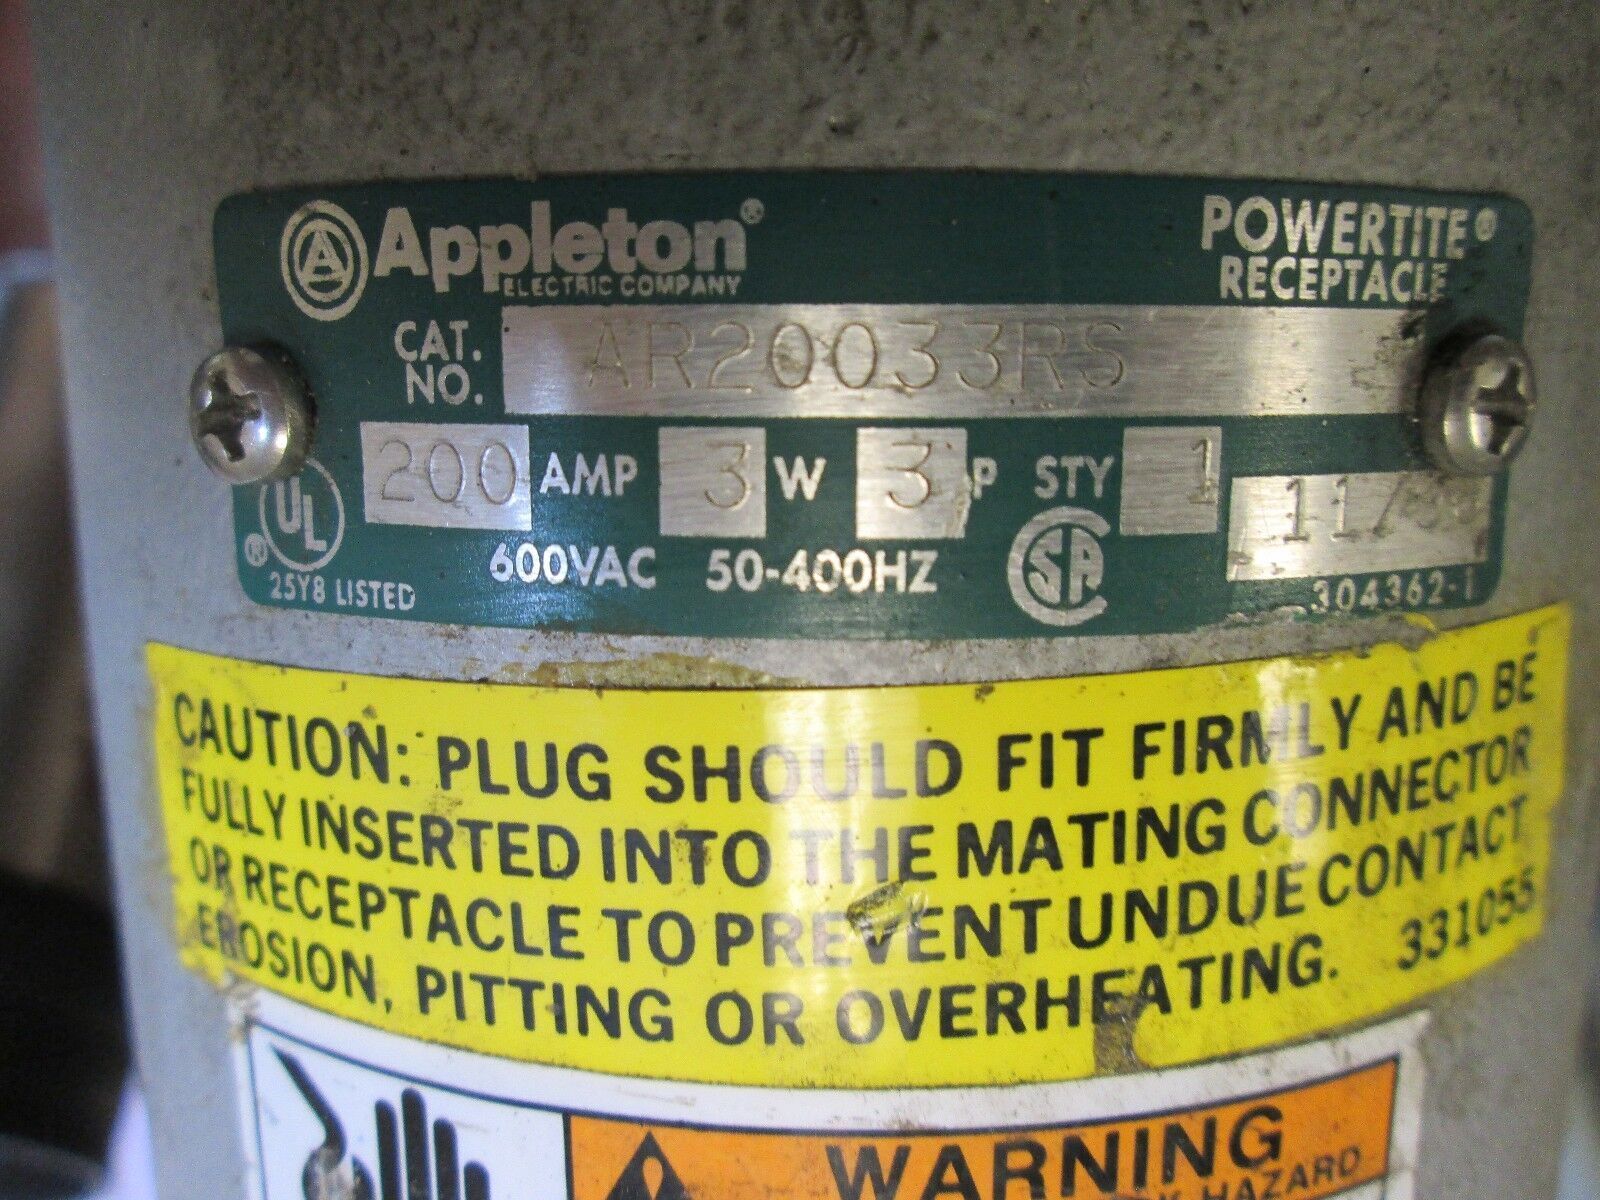 A Appleton®
ELECTRIC COMPANY
POWERTITE®
RECEPTACLE
CAT. NO. AR20033RS
200 AMP 3 W 3 P STY 1
UL ®
25Y8 LISTED
600VAC 50-400HZ
CSA
304362-1
CAUTION: PLUG SHOULD FIT FIRMLY AND BE
FULLY INSERTED INTO THE MATING CONNECTOR
OR RECEPTACLE TO PREVENT UNDUE CONTACT
EROSION, PITTING OR OVERHEATING. 331055
WARNING
HAZARD